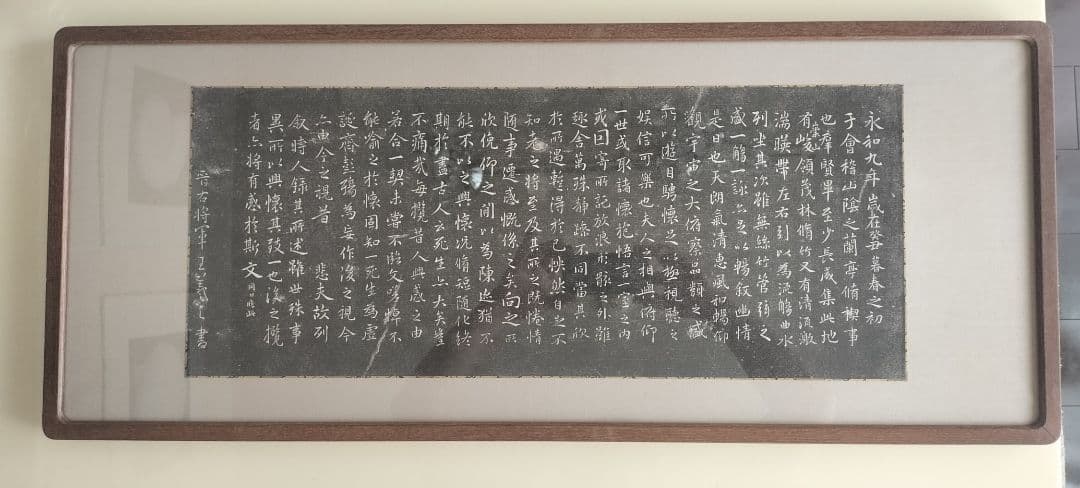 永和九年歲在癸丑暮春之初
于會稽山陰之蘭亭脩稧事
也羣賢畢至少長咸集此地
有崇山峻領茂林脩竹又有清流激
湍暎帶左右引以為流觴曲水
列坐其次雖無絲竹管弦之
盛一觴一詠亦足以暢敘幽情
是日也天朗氣清惠風和暢仰
觀宇宙之大俯察品類之盛
所以遊目騁懷足以極視聽之
娛信可樂也夫人之相與俯仰
一世或取諸懷抱悟言一室之內
或因寄所託放浪形骸之外雖
趣舍萬殊靜躁不同當其欣
於所遇蹔得於己怏然自足不
知老之將至及其所之既惓情
隨事遷感慨係之矣向之所
欣俛仰之閒以為陳迹猶不
能不以之興懷況脩短隨化終
期於盡古人云死生亦大矣豈
不痛哉每攬昔人興感之由
若合一契未嘗不臨文嗟悼不
能喻之於懷固知一死生為虛
誕齊彭殤為妄作後之視今
亦由今之視昔 悲夫故列
敘時人錄其所述雖世殊事
異所以興懷其致一也後之攬
者亦將有感於斯文
晉右將軍王羲之書